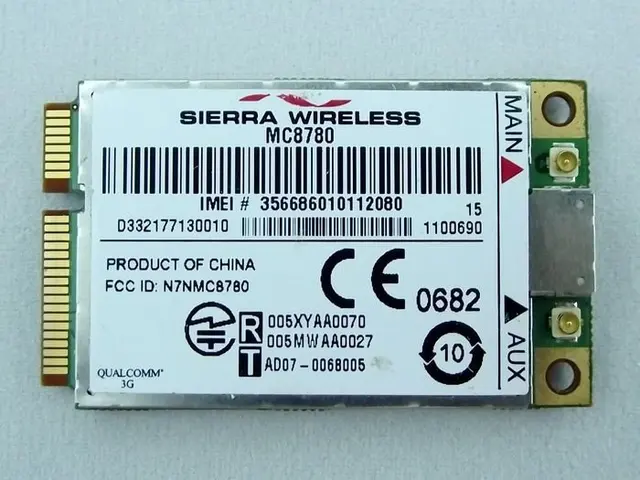 SIERRA WIRELESS
MC8780
IMEI # 356686010112080
15
D332177130010
1100690
PRODUCT OF CHINA
FCC ID: N7NMC8780
CE 0682
R 005XYAA0070
005MWAA0027
T AD07-0068005
10
QUALCOMM
3G
MAIN
AUX